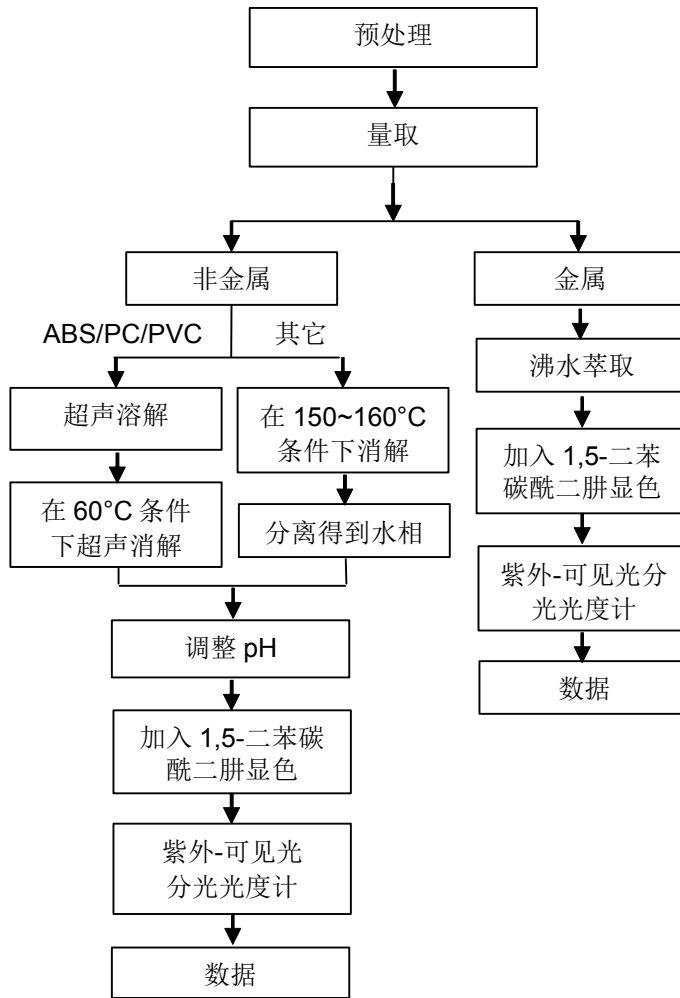 预处理
量取
非金属
金属
ABS/PC/PVC
其它
沸水萃取
超声溶解
在 150~160°C
条件下消解
加入 1,5-二苯
碳酰二肼显色
在 60°C 条件
下超声消解
分离得到水相
紫外-可见光分
光光度计
调整 pH
数据
加入 1,5-二苯碳
酰二肼显色
紫外-可见光
分光光度计
数据